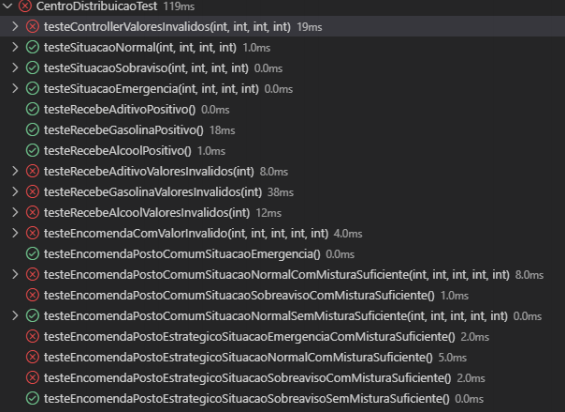 CentroDistribuicaoTest 119ms
testeControllerValoresInvalidos(int, int, int, int) 19ms
testeSituacaoNormal(int, int, int, int) 1.0ms
testeSituacaoSobraviso(int, int, int, int) 0.0ms
testeSituacaoEmergencia(int, int, int, int) 0.0ms
testeRecebeAditivoPositivo() 0.0ms
testeRecebeGasolinaPositivo() 18ms
testeRecebeAlcoolPositivo() 1.0ms
testeRecebeAditivoValoresInvalidos(int) 8.0ms
testeRecebeGasolinaValoresInvalidos(int) 38ms
testeRecebeAlcoolValoresInvalidos(int) 12ms
testeEncomendaComValorInvalido(int, int, int, int, int) 4.0ms
testeEncomendaPostoComumSituacaoEmergencia() 0.0ms
testeEncomendaPostoComumSituacaoNormalComMisturaSuficiente(int, int, int, int, int) 8.0ms
testeEncomendaPostoComumSituacaoSobreavisoComMisturaSuficiente() 1.0ms
testeEncomendaPostoComumSituacaoNormalSemMisturaSuficiente(int, int, int, int, int) 0.0ms
testeEncomendaPostoEstrategicoSituacaoEmergenciaComMisturaSuficiente() 2.0ms
testeEncomendaPostoEstrategicoSituacaoNormalComMisturaSuficiente() 5.0ms
testeEncomendaPostoEstrategicoSituacaoSobreavisoComMisturaSuficiente() 2.0ms
testeEncomendaPostoEstrategicoSituacaoSobreavisoSemMisturaSuficiente() 0.0ms